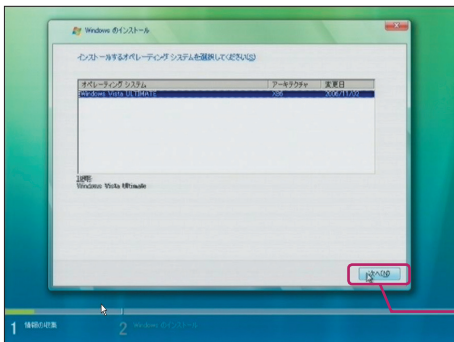 Windows のインストール
インストールするオペレーティング システムを選択してください(S)
オペレーティング システム アーキテクチャ 更新日
Windows Vista ULTIMATE X86 2006/11/02
説明:
Windows Vista Ultimate
次へ(N)
1 情報の収集 2 Windows のインストール